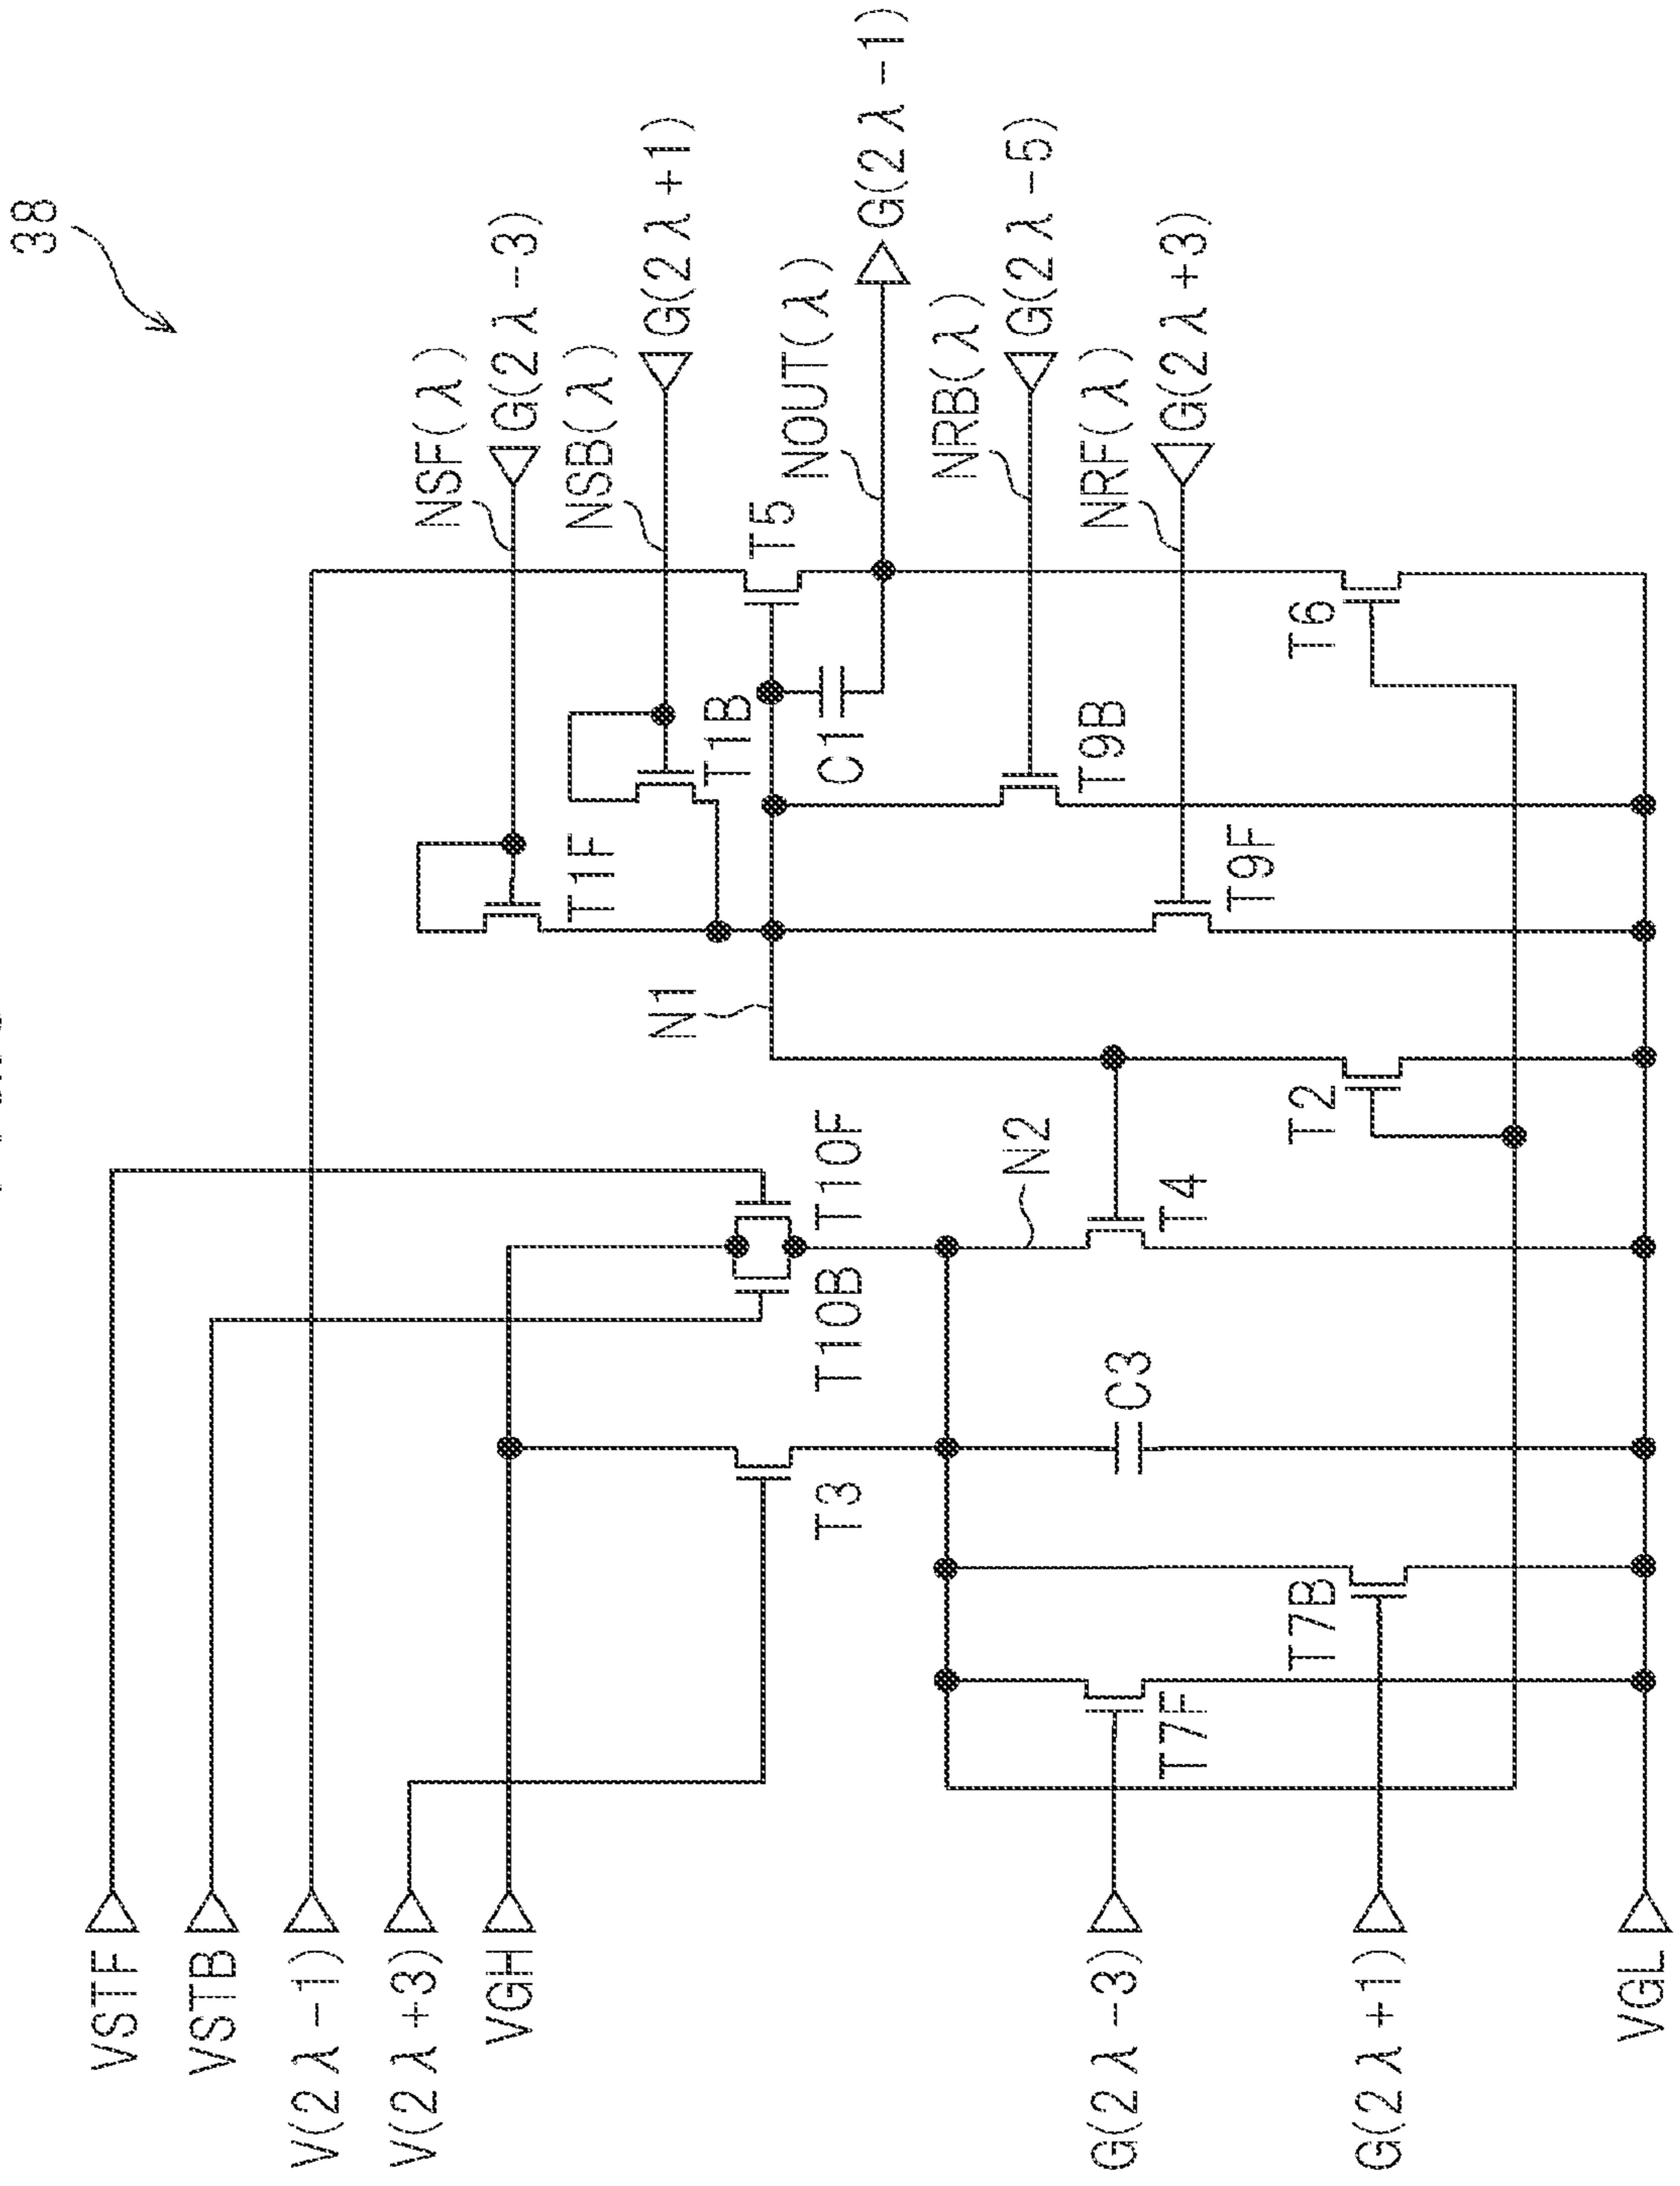 38
VSTF
VSTB
V(2λ-1)
V(2λ+3)
VGH
G(2λ-3)
G(2λ+1)
VGL
NSF(λ)
G(2λ-3)
NSB(λ)
G(2λ+1)
NOUT(λ)
G(2λ-1)
NRB(λ)
G(2λ-5)
NRF(λ)
G(2λ+3)
T1F
T1B
T5
C1
T9B
T9F
T6
N1
T10F
T10B
N2
T2
T4
T3
C3
T7B
T7F